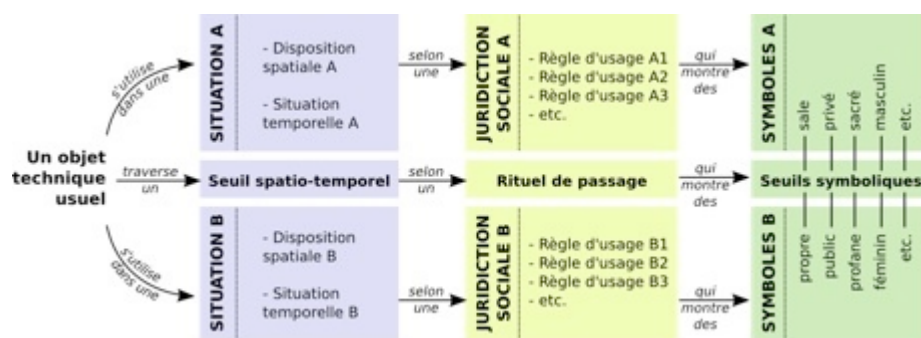 Un objet
technique
usuel
s'utilise
dans une
SITUATION A
- Disposition
spatiale A
- Situation
temporelle A
selon
une
JURIDICTION
SOCIALE A
- Règle d'usage A1
- Règle d'usage A2
- Règle d'usage A3
- etc.
qui
montre
des
SYMBOLES A
sale
privé
sacré
masculin
etc.
traverse
un
Seuil spatio-temporel
selon
un
Rituel de passage
qui
montre
des
Seuils symboliques
s'utilise
dans une
SITUATION B
- Disposition
spatiale B
- Situation
temporelle B
selon
une
JURIDICTION
SOCIALE B
- Règle d'usage B1
- Règle d'usage B2
- Règle d'usage B3
- etc.
qui
montre
des
SYMBOLES B
propre
public
profane
féminin
etc.